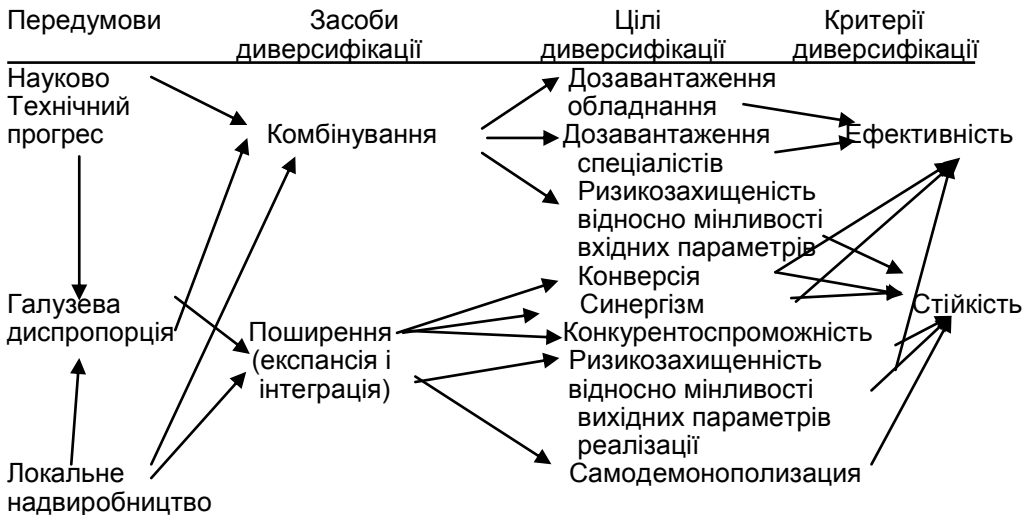 Передумови
Засоби
диверсифікації
Цілі
диверсифікації
Критерії
диверсифікації
Науково
Технічний
прогрес
Галузева
диспропорція
Локальне
надвиробництво
Комбінування
Поширення
(експансія і
інтеграція)
Дозавантаження
обладнання
Дозавантаження
спеціалістів
Ризикозахищеність
відносно мінливості
вхідних параметрів
Конверсія
Синергізм
Конкурентоспроможність
Ризикозахищенність
відносно мінливості
вихідних параметрів
реалізації
Самодемонополизация
Ефективність
Стійкість